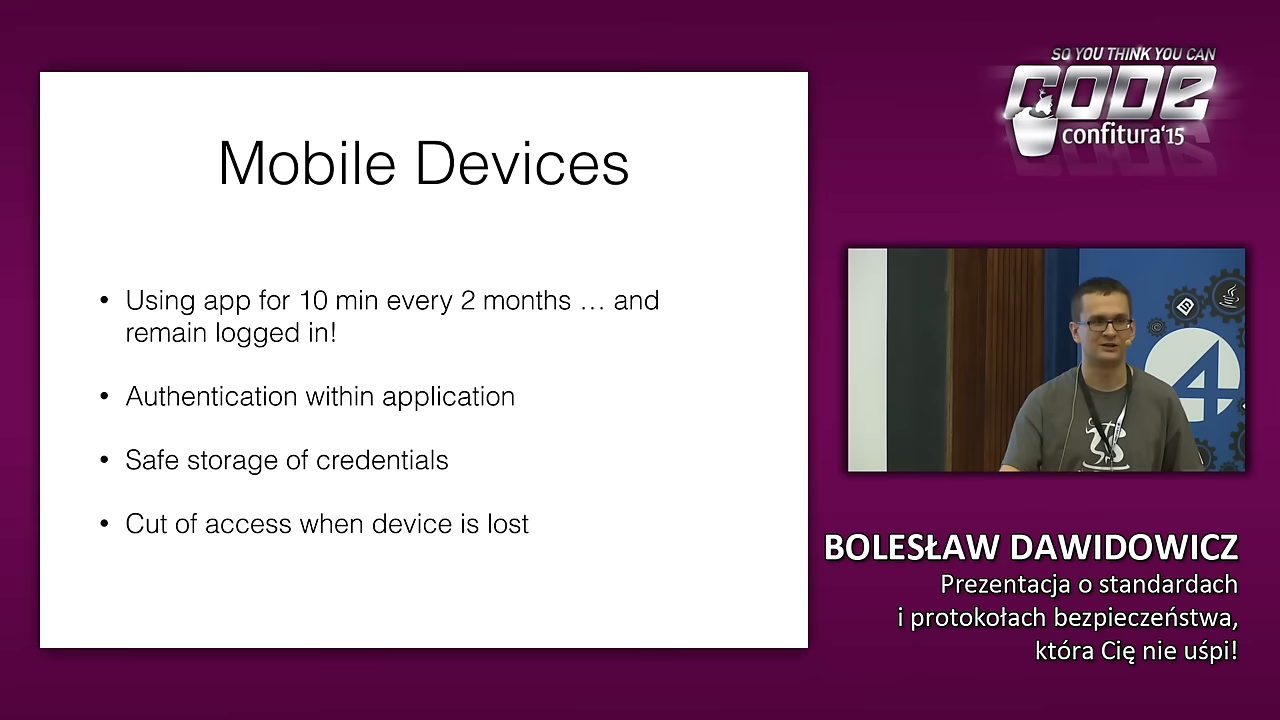 Mobile Devices
• Using app for 10 min every 2 months … and
remain logged in!
• Authentication within application
• Safe storage of credentials
• Cut of access when device is lost
SO YOU THINK YOU CAN
CODE
confitura'15
4
BOLESŁAW DAWIDOWICZ
Prezentacja o standardach
i protokołach bezpieczeństwa,
która Cię nie uśpi!